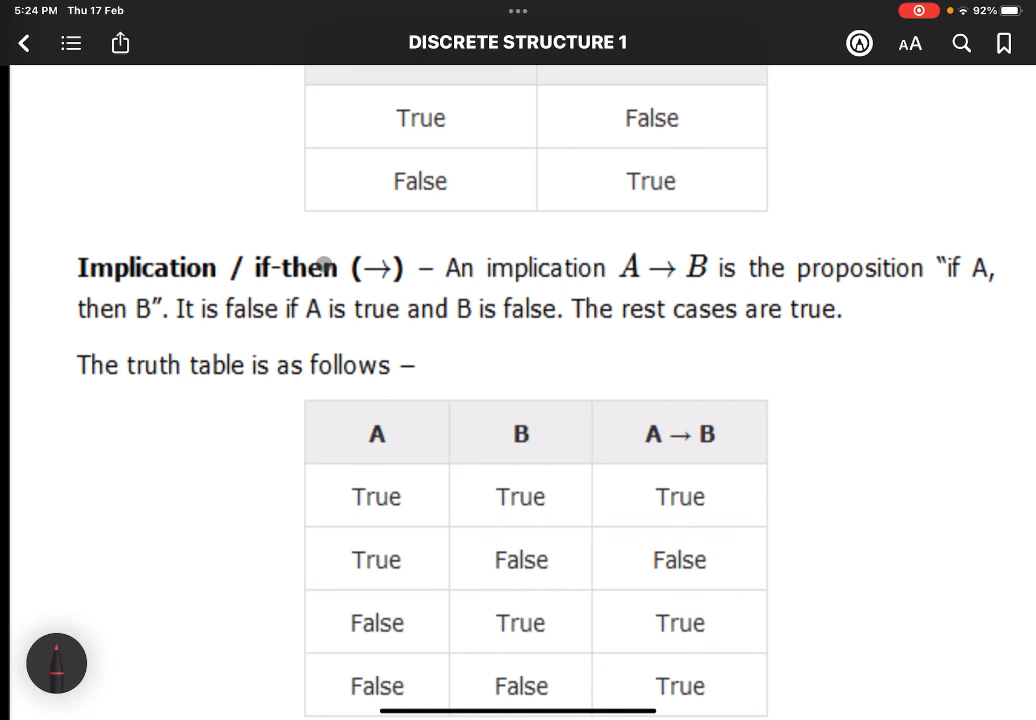 5:24 PM Thu 17 Feb 92%
DISCRETE STRUCTURE 1 AA
True False
False True
Implication / if-then (→) – An implication A → B is the proposition “if A,
then B”. It is false if A is true and B is false. The rest cases are true.
The truth table is as follows –
A B A → B
True True True
True False False
False True True
False False True